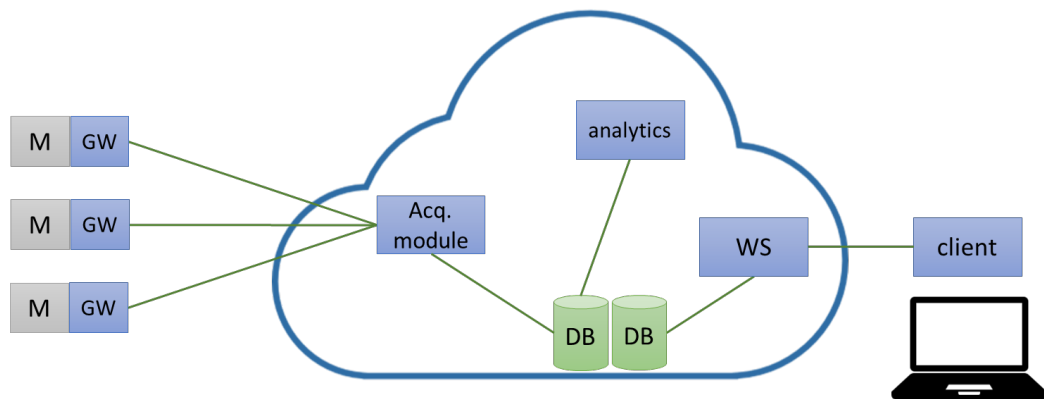 M GW
M GW
M GW
Acq.
module
analytics
DB DB
WS
client